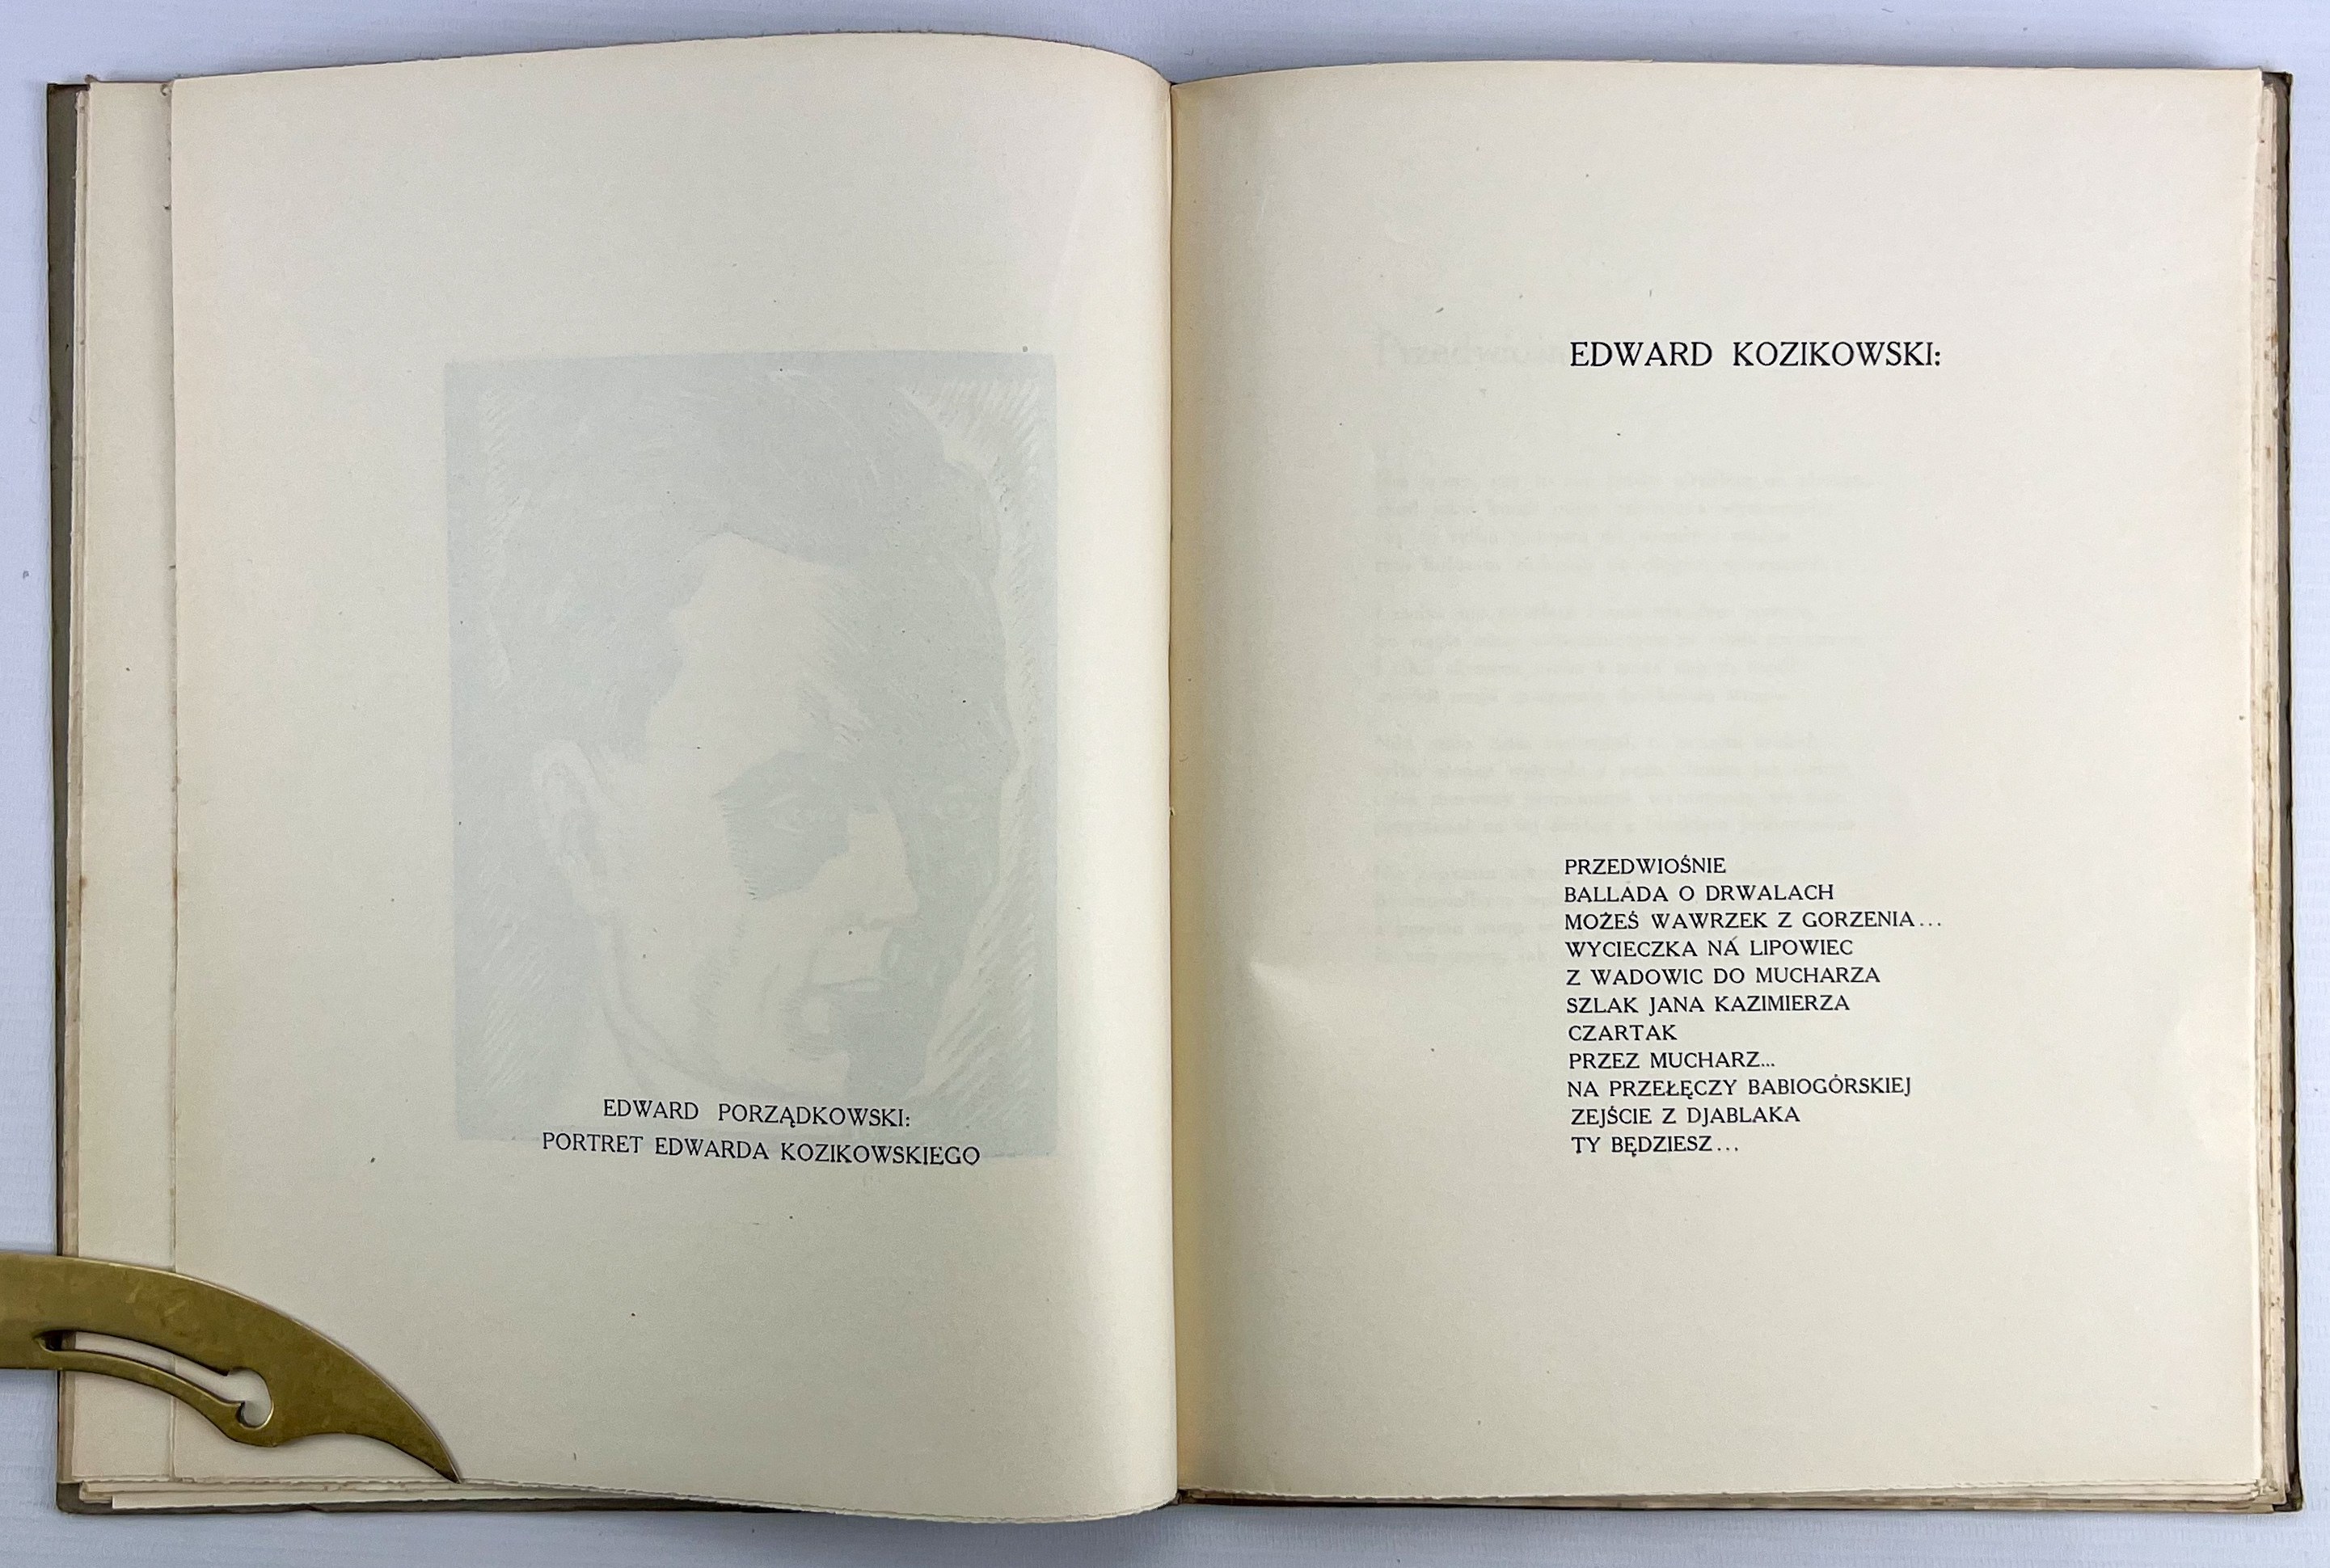 EDWARD PORZĄDKOWSKI:
PORTRET EDWARDA KOZIKOWSKIEGO
EDWARD KOZIKOWSKI:
PRZEDWIOŚNIE
BALLADA O DRWALACH
MOŻEŚ WAWRZEK Z GORZENIA...
WYCIECZKA NA LIPOWIEC
Z WADOWIC DO MUCHARZA
SZLAK JANA KAZIMIERZA
CZARTAK
PRZEZ MUCHARZ...
NA PRZEŁĘCZY BABIOGÓRSKIEJ
ZEJŚCIE Z DJABLAKA
TY BĘDZIESZ...